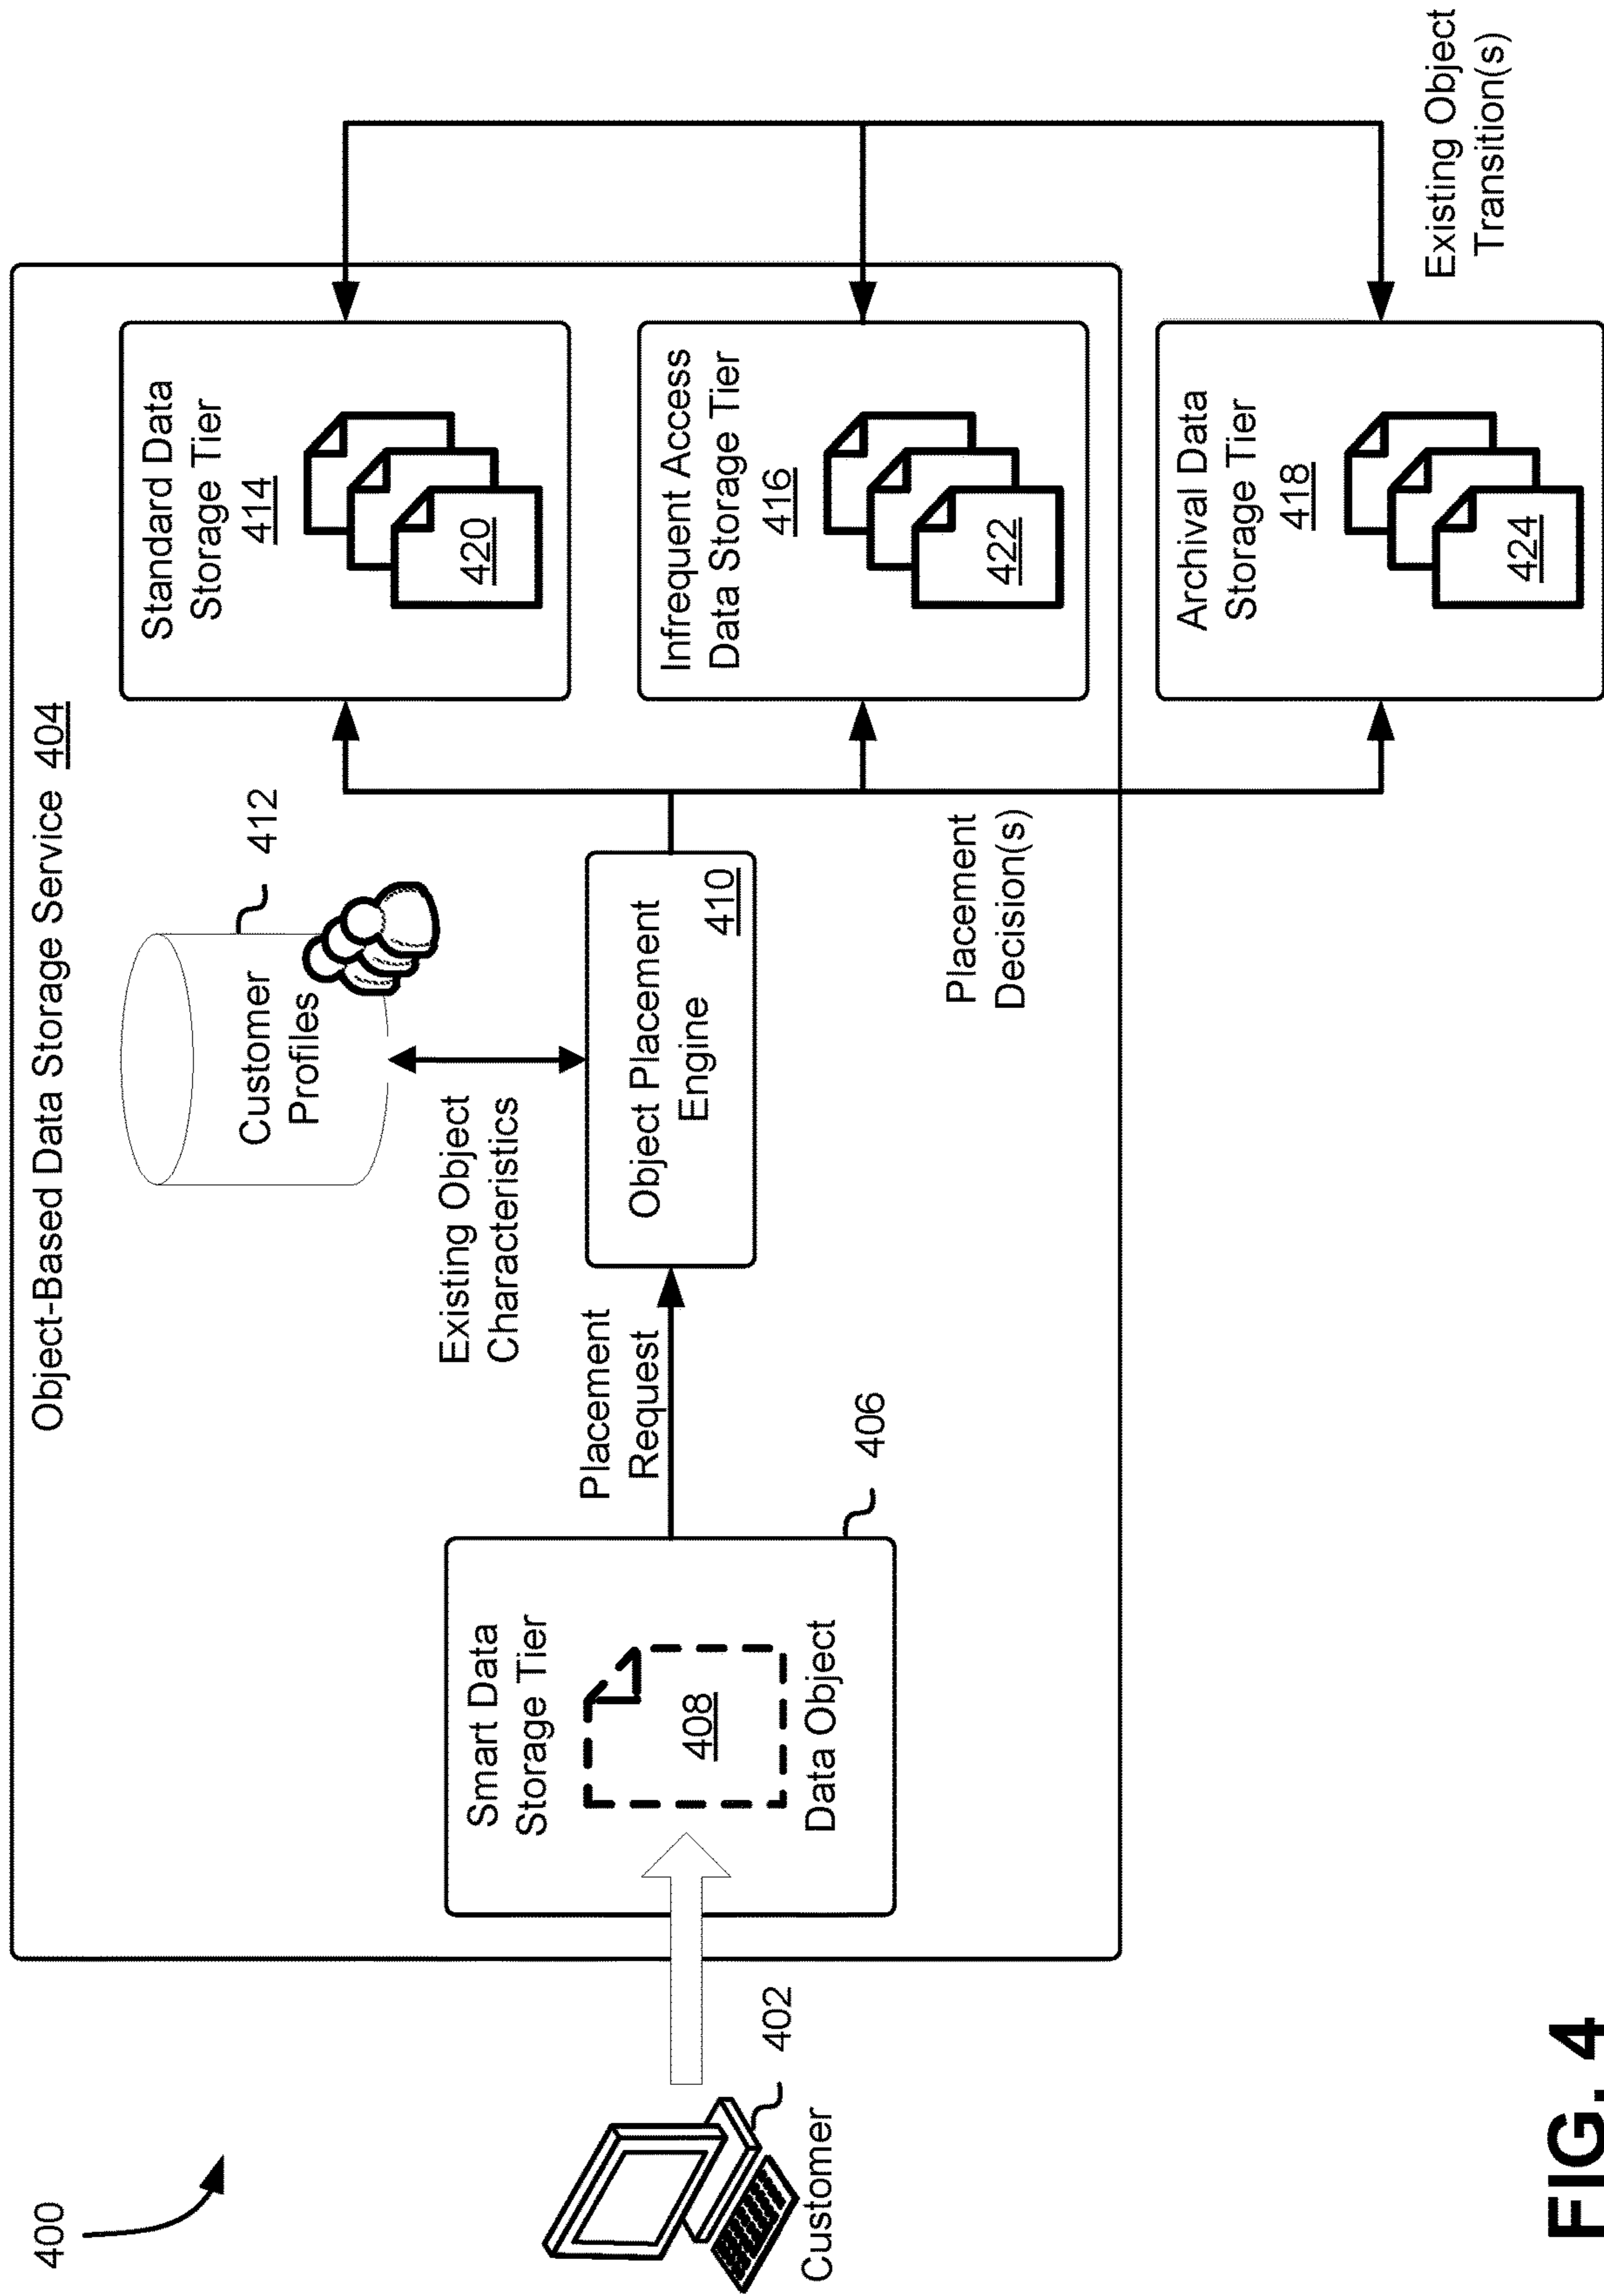 400
Object-Based Data Storage Service 404
Customer
Profiles
412
Standard Data
Storage Tier
414
420
Existing Object
Characteristics
Smart Data
Storage Tier
408
Data Object
406
Placement
Request
Object Placement
Engine
410
Infrequent Access
Data Storage Tier
416
422
402
Customer
Placement
Decision(s)
Archival Data
Storage Tier
418
424
Existing Object
Transition(s)
FIG. 4